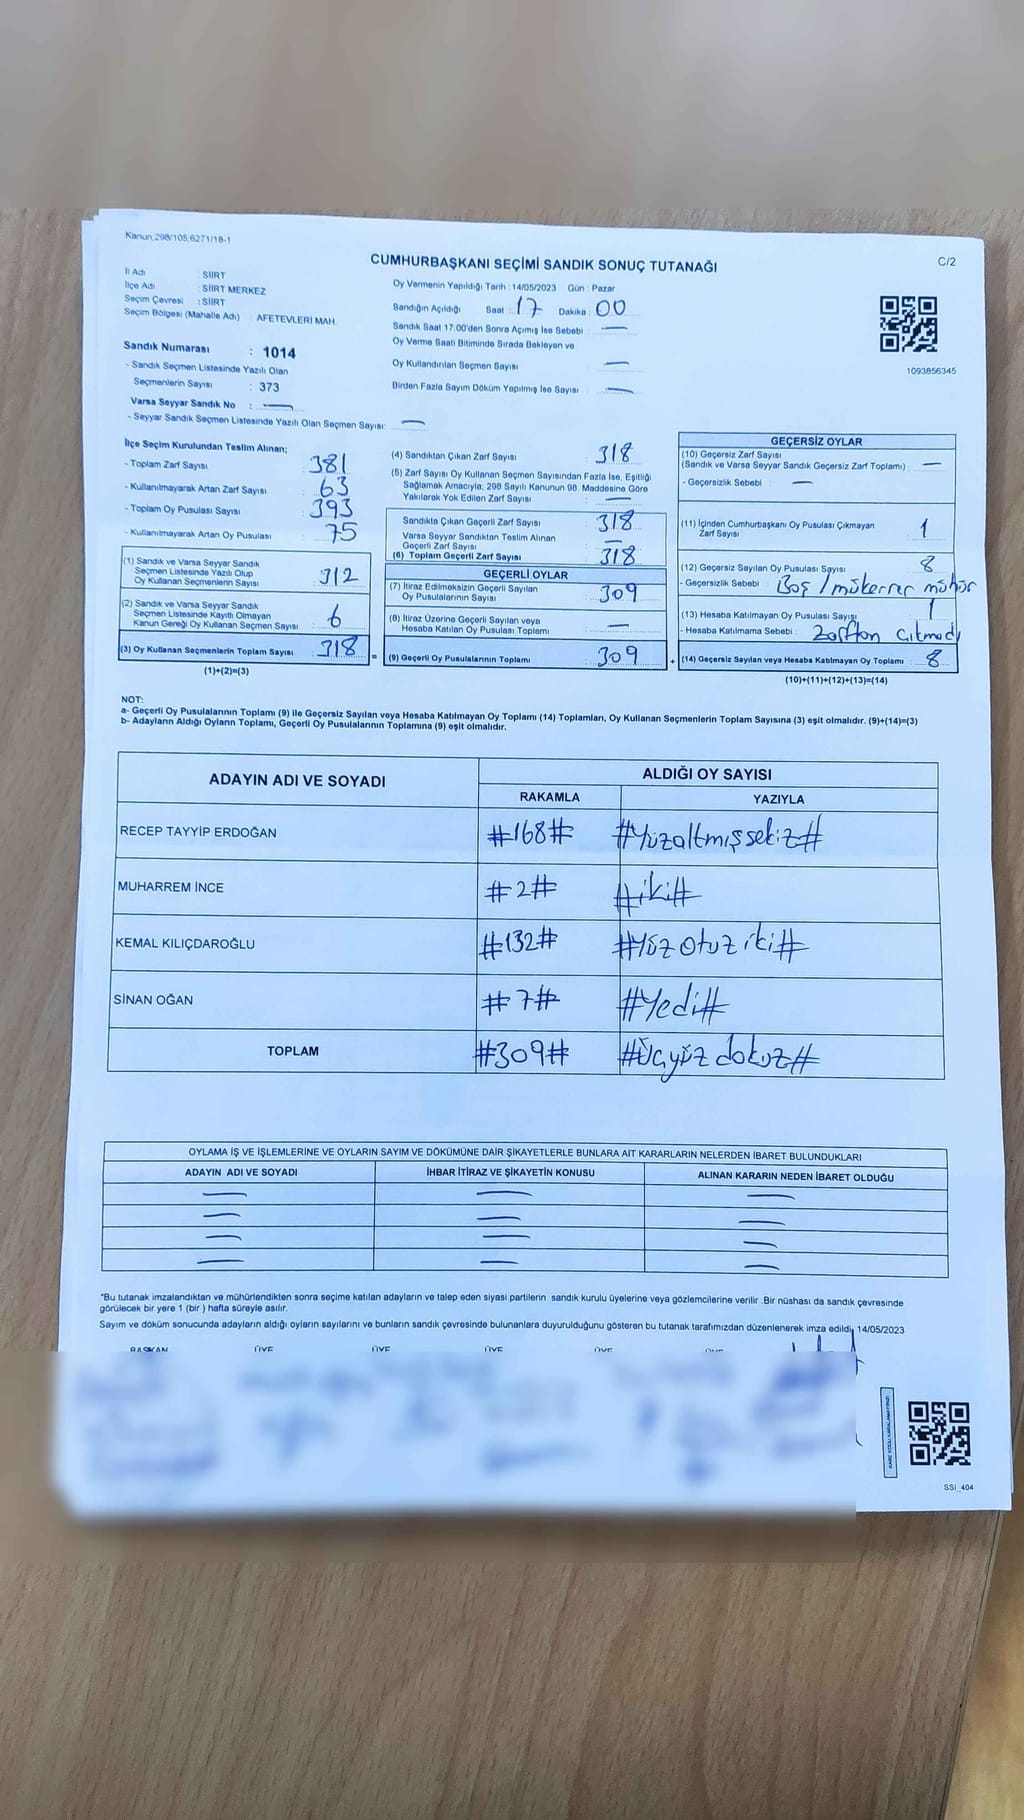 Kanun,298/105;6271/18-1
CUMHURBAŞKANI SEÇİMİ SANDIK SONUÇ TUTANAĞI
C/2
İl Adı : SİİRT
İlçe Adı : SİİRT MERKEZ
Seçim Çevresi : SİİRT
Seçim Bölgesi (Mahalle Adı) : AFETEVLERİ MAH.
Sandık Numarası : 1014
- Sandık Seçmen Listesinde Yazılı Olan
Seçmenlerin Sayısı : 373
Varsa Seyyar Sandık No : —
- Seyyar Sandık Seçmen Listesinde Yazılı Olan Seçmen Sayısı: —
Oy Vermenin Yapıldığı Tarih :14/05/2023 Gün : Pazar
Sandığın Açıldığı Saat : 17 Dakika : 00
Sandık Saat 17:00'den Sonra Açımış İse Sebebi : —
Oy Verme Saati Bitiminde Sırada Bekleyen ve
Oy Kullandırılan Seçmen Sayısı —
Birden Fazla Sayım Döküm Yapılmış İse Sayısı : —
1093856345
İlçe Seçim Kurulundan Teslim Alınan;
- Toplam Zarf Sayısı : 381
- Kullanılmayarak Artan Zarf Sayısı : 63
- Toplam Oy Pusulası Sayısı : 393
- Kullanılmayarak Artan Oy Pusulası : 75
(1) Sandık ve Varsa Seyyar Sandık
Seçmen Listesinde Yazılı Olup
Oy Kullanan Seçmenlerin Sayısı : 312
(2) Sandık ve Varsa Seyyar Sandık
Seçmen Listesinde Kayıtlı Olmayan
Kanun Gereği Oy Kullanan Seçmen Sayısı : 6
(3) Oy Kullanan Seçmenlerin Toplam Sayısı : 318 =
(1)+(2)=(3)
(4) Sandıktan Çıkan Zarf Sayısı : 318
(5) Zarf Sayısı Oy Kullanan Seçmen Sayısından Fazla İse, Eşitliği
Sağlamak Amacıyla; 298 Sayılı Kanunun 98. Maddesine Göre
Yakılarak Yok Edilen Zarf Sayısı : —
Sandıkta Çıkan Geçerli Zarf Sayısı : 318
Varsa Seyyar Sandıktan Teslim Alınan
Geçerli Zarf Sayısı : —
(6) Toplam Geçerli Zarf Sayısı : 318
GEÇERLİ OYLAR
(7) İtiraz Edilmeksizin Geçerli Sayılan
Oy Pusulalarının Sayısı : 309
(8) İtiraz Üzerine Geçerli Sayılan veya
Hesaba Katılan Oy Pusulası Toplamı : —
(9) Geçerli Oy Pusulalarının Toplamı : 309 +
GEÇERSİZ OYLAR
(10) Geçersiz Zarf Sayısı
(Sandık ve Varsa Seyyar Sandık Geçersiz Zarf Toplamı) : —
- Geçersizlik Sebebi : —
(11) İçinden Cumhurbaşkanı Oy Pusulası Çıkmayan
Zarf Sayısı : 1
(12) Geçersiz Sayılan Oy Pusulası Sayısı : 8
- Geçersizlik Sebebi : Boş / mükerrer mühür
(13) Hesaba Katılmayan Oy Pusulası Sayısı 1
- Hesaba Katılmama Sebebi : Zarftan çıkmadı
(14) Geçersiz Sayılan veya Hesaba Katılmayan Oy Toplamı : 8
(10)+(11)+(12)+(13)=(14)
NOT:
a- Geçerli Oy Pusulalarının Toplamı (9) ile Geçersiz Sayılan veya Hesaba Katılmayan Oy Toplamı (14) Toplamları, Oy Kullanan Seçmenlerin Toplam Sayısına (3) eşit olmalıdır. (9)+(14)=(3)
b- Adayların Aldığı Oyların Toplamı, Geçerli Oy Pusulalarının Toplamına (9) eşit olmalıdır.
ADAYIN ADI VE SOYADI ALDIĞI OY SAYISI
RAKAMLA YAZIYLA
RECEP TAYYİP ERDOĞAN #168# #Yüzaltmışsekiz#
MUHARREM İNCE #2# #iki#
KEMAL KILIÇDAROĞLU #132# #Yüz otuz iki#
SİNAN OĞAN #7# #Yedi#
TOPLAM #309# #Üçyüz dokuz#
OYLAMA İŞ VE İŞLEMLERİNE VE OYLARIN SAYIM VE DÖKÜMÜNE DAİR ŞİKAYETLERLE BUNLARA AİT KARARLARIN NELERDEN İBARET BULUNDUKLARI
ADAYIN ADI VE SOYADI İHBAR İTİRAZ VE ŞİKAYETİN KONUSU ALINAN KARARIN NEDEN İBARET OLDUĞU
— — —
— — —
— — —
— — —
"Bu tutanak imzalandıktan ve mühürlendikten sonra seçime katılan adayların ve talep eden siyasi partilerin sandık kurulu üyelerine veya gözlemcilerine verilir .Bir nüshası da sandık çevresinde
görülecek bir yere 1 (bir ) hafta süreyle asılır.
Sayım ve döküm sonucunda adayların aldığı oyların sayılarını ve bunların sandık çevresinde bulunanlara duyurulduğunu gösteren bu tutanak tarafımızdan düzenlenerek imza edildi. 14/05/2023
BAŞKAN ÜYE ÜYE ÜYE ÜYE ÜYE
SSI_404